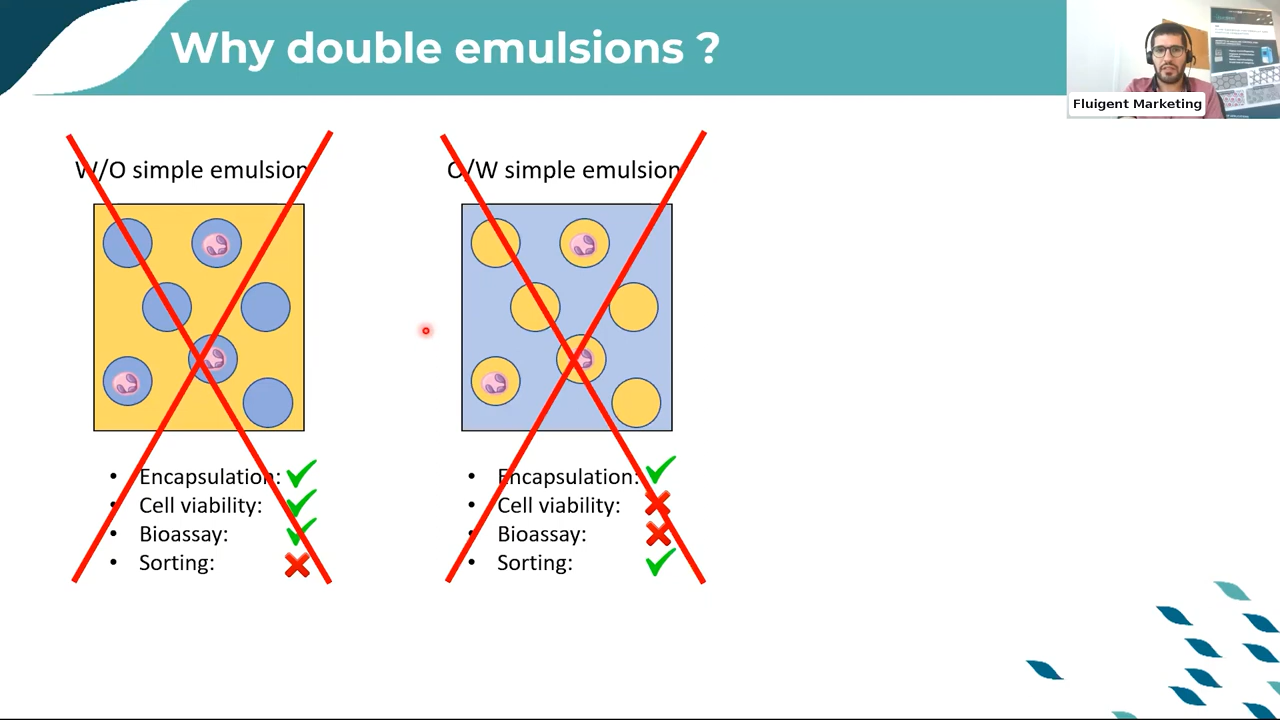 Why double emulsions ?
Fluigent Marketing
W/O simple emulsion
O/W simple emulsion
• Encapsulation:
• Cell viability:
• Bioassay:
• Sorting:
• Encapsulation:
• Cell viability:
• Bioassay:
• Sorting: